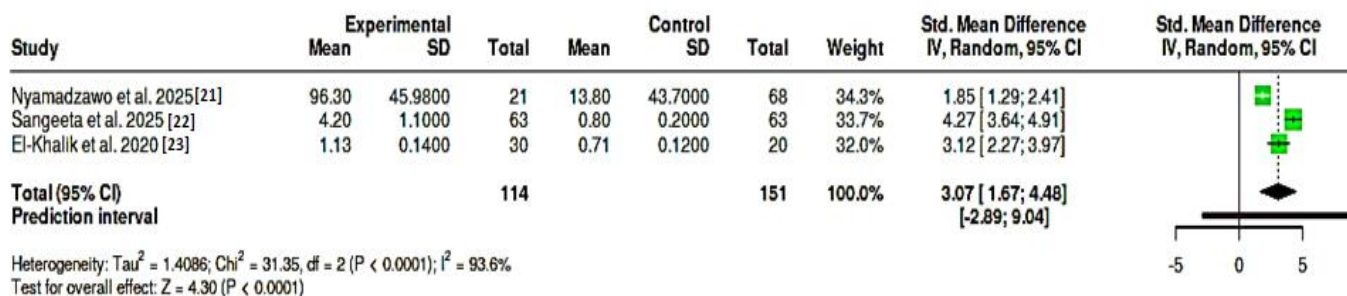 Experimental Control Std. Mean Difference Std. Mean Difference
Study Mean SD Total Mean SD Total Weight IV, Random, 95% CI IV, Random, 95% CI
Nyamadzawo et al. 2025[21] 96.30 45.9800 21 13.80 43.7000 68 34.3% 1.85 [ 1.29; 2.41]
Sangeeta et al. 2025 [22] 4.20 1.1000 63 0.80 0.2000 63 33.7% 4.27 [ 3.64; 4.91]
El-Khalik et al. 2020 [23] 1.13 0.1400 30 0.71 0.1200 20 32.0% 3.12 [ 2.27; 3.97]
Total (95% CI) 114 151 100.0% 3.07 [ 1.67; 4.48]
Prediction interval [-2.89; 9.04]
Heterogeneity: Tau² = 1.4086; Chi² = 31.35, df = 2 (P < 0.0001); I² = 93.6%
Test for overall effect: Z = 4.30 (P < 0.0001)
-5 0 5